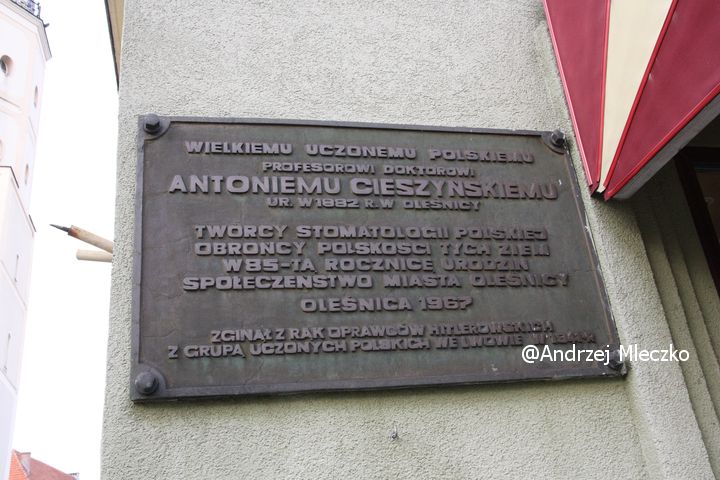 WIELKIEMU UCZONEMU POLSKIEMU
PROFESOROWI DOKTOROWI
ANTONIEMU CIESZYŃSKIEMU
UR. W 1882 R. W OLEŚNICY
TWÓRCY STOMATOLOGII POLSKIEJ
OBROŃCY POLSKOŚCI TYCH ZIEM
W 85-TĄ ROCZNICĘ URODZIN
SPOŁECZEŃSTWO MIASTA OLEŚNICY
OLEŚNICA 1967
ZGINĄŁ Z RĄK OPRAWCÓW HITLEROWSKICH
Z GRUPĄ UCZONYCH POLSKICH WE LWOWIE W
@Andrzej Mleczko